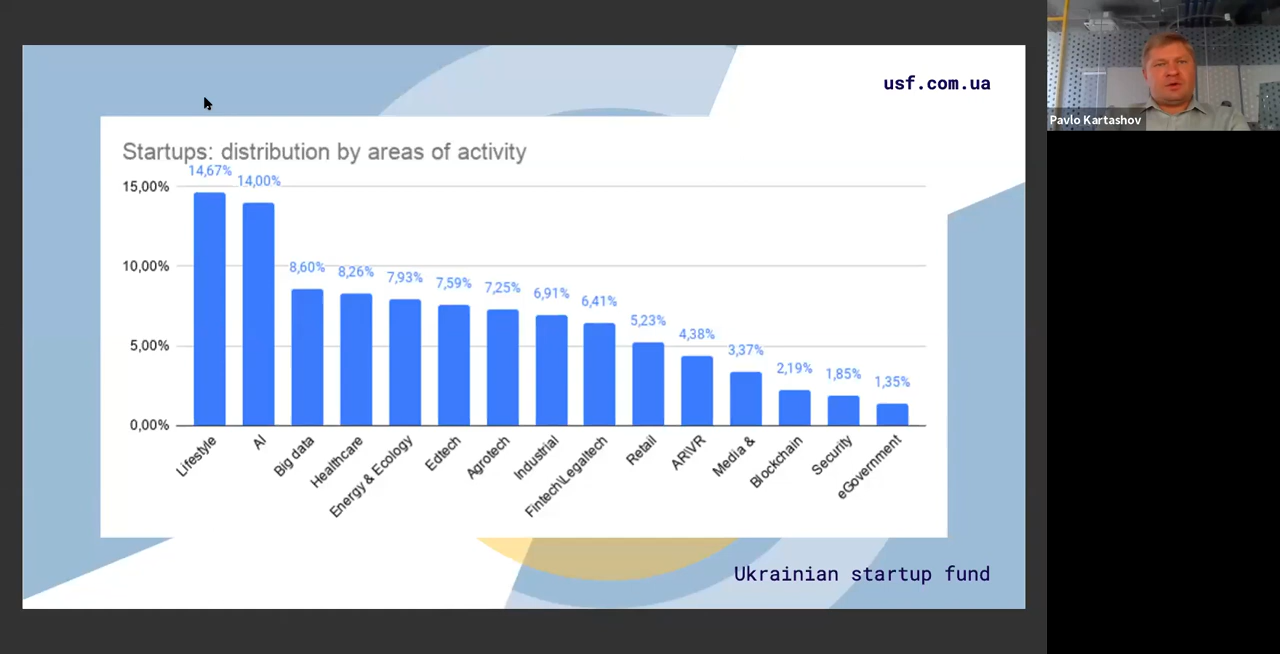 usf.com.ua
Pavlo Kartashov
Startups: distribution by areas of activity
15,00%
10,00%
5,00%
0,00%
14,67%
14,00%
8,60%
8,26%
7,93%
7,59%
7,25%
6,91%
6,41%
5,23%
4,38%
3,37%
2,19%
1,85%
1,35%
Lifestyle
AI
Big data
Healthcare
Energy & Ecology
Edtech
Agrotech
Industrial
Fintech\Legaltech
Retail
AR\VR
Media &
Blockchain
Security
eGovernment
Ukrainian startup fund